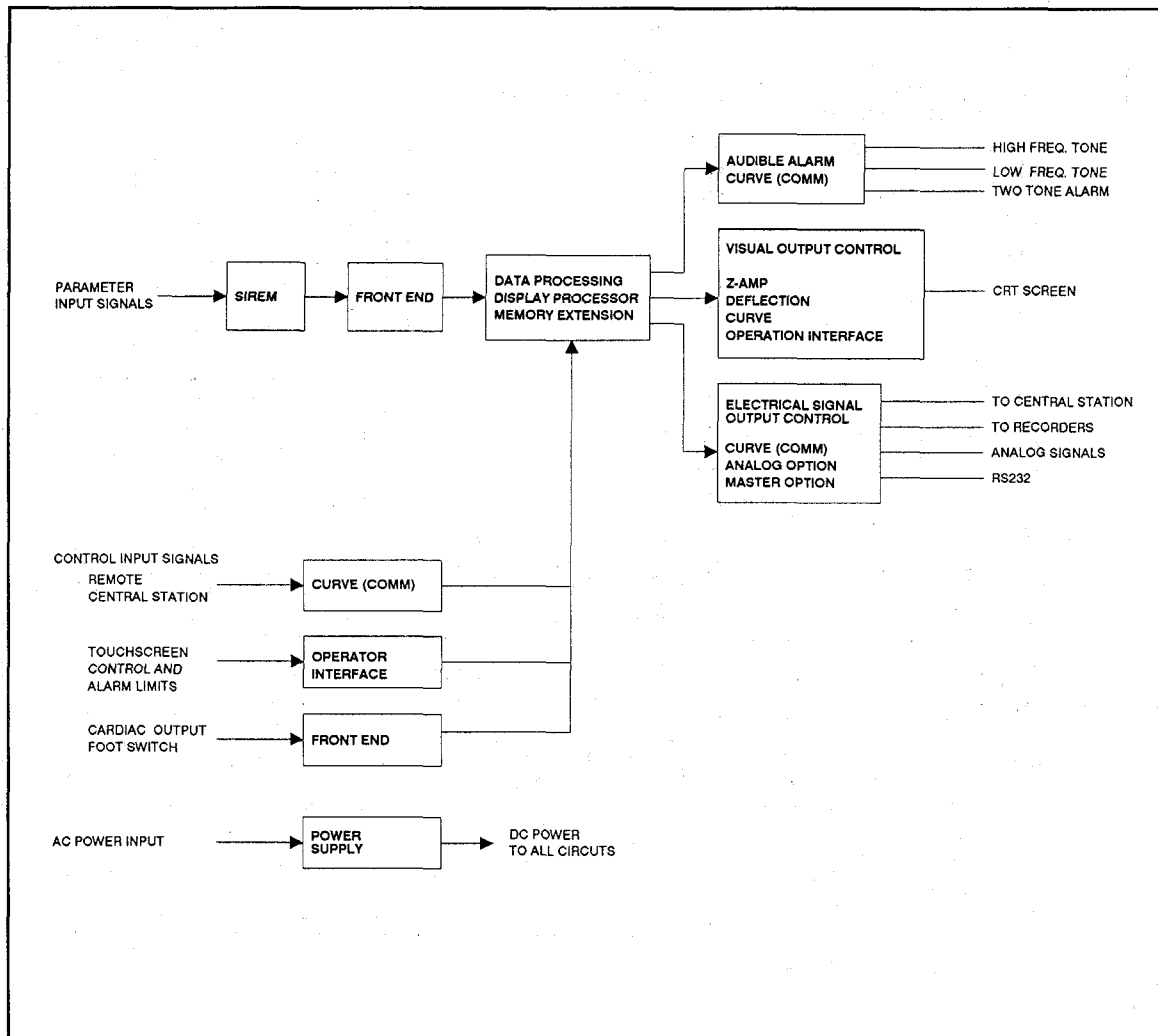 AUDIBLE ALARM
CURVE (COMM)
HIGH FREQ. TONE
LOW FREQ. TONE
TWO TONE ALARM
PARAMETER
INPUT SIGNALS
SIREM
FRONT END
DATA PROCESSING
DISPLAY PROCESSOR
MEMORY EXTENSION
VISUAL OUTPUT CONTROL
Z-AMP
DEFLECTION
CURVE
OPERATION INTERFACE
CRT SCREEN
ELECTRICAL SIGNAL
OUTPUT CONTROL
CURVE (COMM)
ANALOG OPTION
MASTER OPTION
TO CENTRAL STATION
TO RECORDERS
ANALOG SIGNALS
RS232
CONTROL INPUT SIGNALS
REMOTE
CENTRAL STATION
CURVE (COMM)
TOUCHSCREEN
CONTROL AND
ALARM LIMITS
OPERATOR
INTERFACE
CARDIAC OUTPUT
FOOT SWITCH
FRONT END
AC POWER INPUT
POWER
SUPPLY
DC POWER
TO ALL CIRCUTS